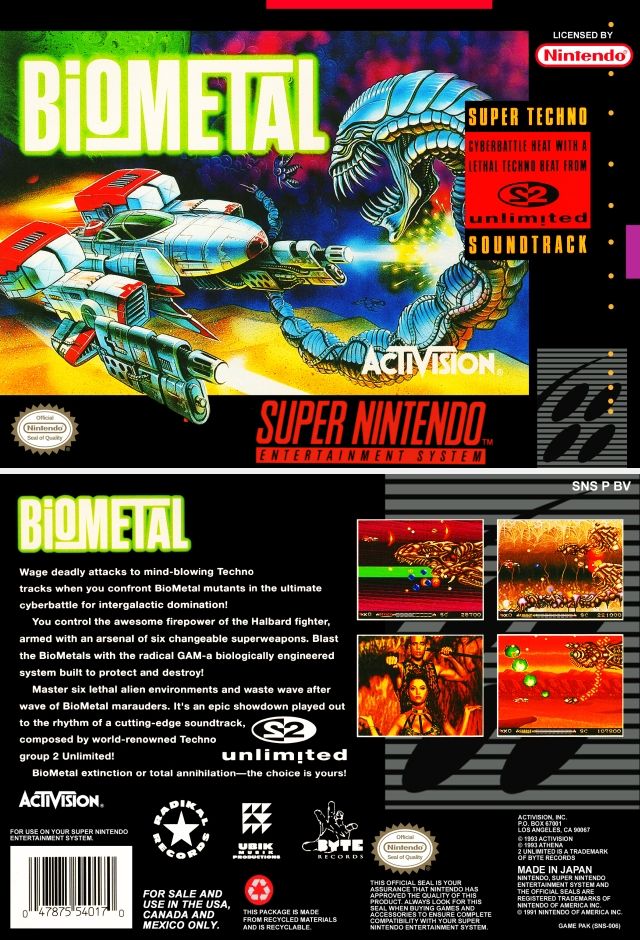 LICENSED BY
Nintendo
BiOMETAL
SUPER TECHNO
CYBERBATTLE HEAT WITH A
LETHAL TECHNO BEAT FROM
2
unlimited
SOUNDTRACK
ACTIVISION®
Official
Nintendo
Seal of Quality
SUPER NINTENDO™
ENTERTAINMENT SYSTEM
SNS P BV
BiOMETAL
Wage deadly attacks to mind-blowing Techno
tracks when you confront BioMetal mutants in the ultimate
cyberbattle for intergalactic domination!
You control the awesome firepower of the Halbard fighter,
armed with an arsenal of six changeable superweapons. Blast
the BioMetals with the radical GAM-a biologically engineered
system built to protect and destroy!
Master six lethal alien environments and waste wave after
wave of BioMetal marauders. It's an epic showdown played out
to the rhythm of a cutting-edge soundtrack,
composed by world-renowned Techno
group 2 Unlimited!
2
unlimited
BioMetal extinction or total annihilation—the choice is yours!
SC 28700
SC 221000
SC 107800
ACTIVISION®
FOR USE ON YOUR SUPER NINTENDO
ENTERTAINMENT SYSTEM
RADIKAL
RECORDS
UBIK
MUSIK
PRODUCTIONS
BYTE
RECORDS
Official
Nintendo
Seal of Quality
ACTIVISION, INC.
P.O. BOX 67001
LOS ANGELES, CA 90067
© 1993 ACTIVISION
© 1993 ATHENA
2 UNLIMITED IS A TRADEMARK
OF BYTE RECORDS
MADE IN JAPAN
NINTENDO, SUPER NINTENDO
ENTERTAINMENT SYSTEM AND
THE OFFICIAL SEALS ARE
REGISTERED TRADEMARKS OF
NINTENDO OF AMERICA INC.
© 1991 NINTENDO OF AMERICA INC.
0 47875 54017 0
FOR SALE AND
USE IN THE USA,
CANADA AND
MEXICO ONLY.
THIS PACKAGE IS MADE
FROM RECYCLED MATERIALS
AND IS RECYCLABLE.
THIS OFFICIAL SEAL IS YOUR
ASSURANCE THAT NINTENDO HAS
APPROVED THE QUALITY OF THIS
PRODUCT. ALWAYS LOOK FOR THIS
SEAL WHEN BUYING GAMES AND
ACCESSORIES TO ENSURE COMPLETE
COMPATIBILITY WITH YOUR SUPER
NINTENDO ENTERTAINMENT SYSTEM.
GAME PAK (SNS-006)